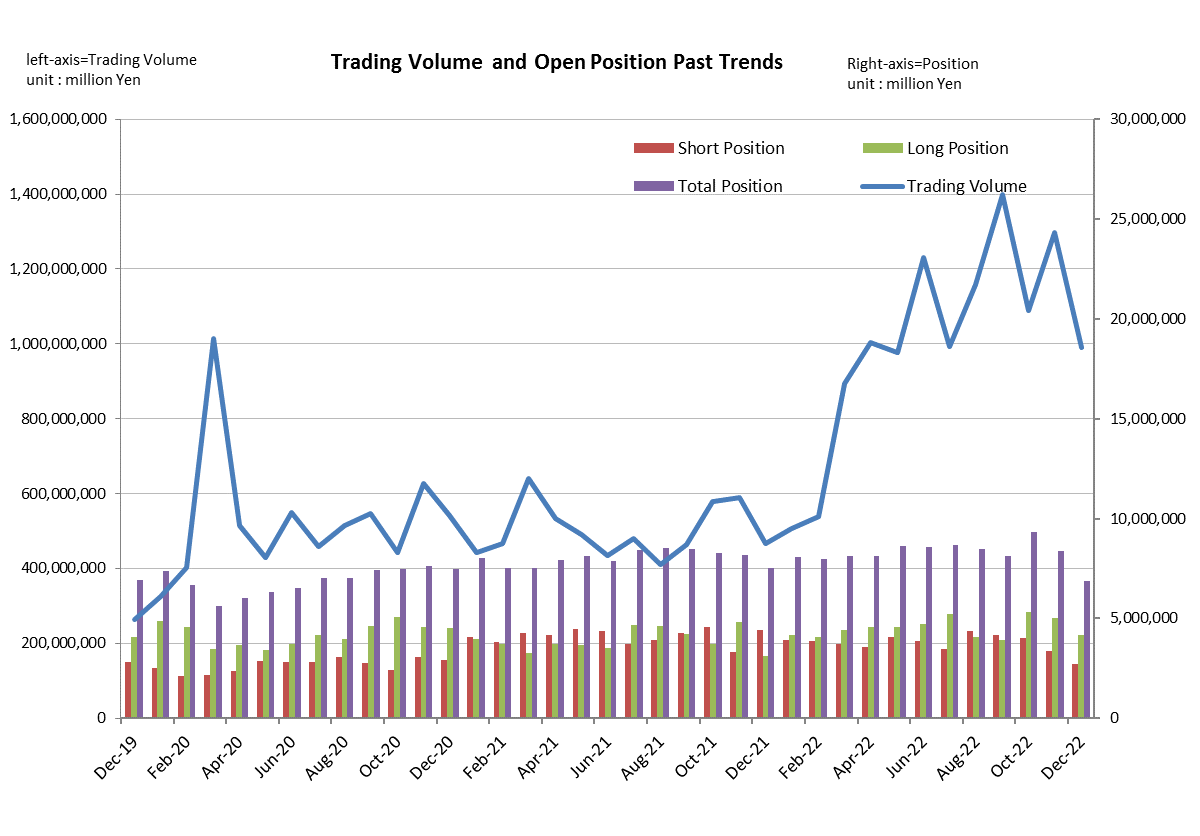 left-axis=Trading Volume
unit : million Yen
Trading Volume and Open Position Past Trends
Right-axis=Position
unit : million Yen
Short Position
Long Position
Total Position
Trading Volume
1,600,000,000
1,400,000,000
1,200,000,000
1,000,000,000
800,000,000
600,000,000
400,000,000
200,000,000
0
30,000,000
25,000,000
20,000,000
15,000,000
10,000,000
5,000,000
0
Dec-19
Feb-20
Apr-20
Jun-20
Aug-20
Oct-20
Dec-20
Feb-21
Apr-21
Jun-21
Aug-21
Oct-21
Dec-21
Feb-22
Apr-22
Jun-22
Aug-22
Oct-22
Dec-22